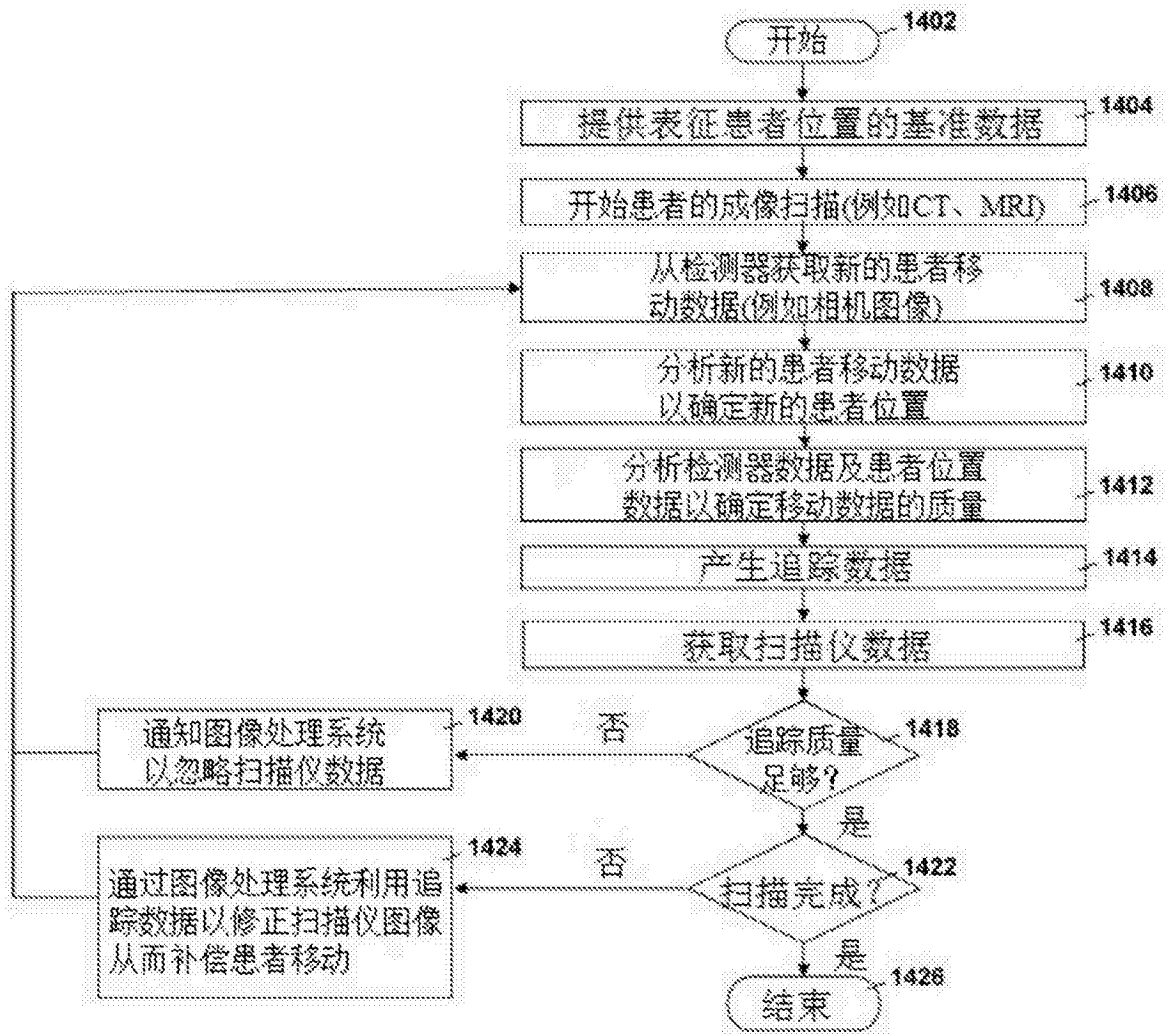 开始
1402
提供表征患者位置的基准数据
1404
开始患者的成像扫描(例如CT、MRI)
1406
从检测器获取新的患者移
动数据(例如相机图像)
1408
分析新的患者移动数据
以确定新的患者位置
1410
分析检测器数据及患者位置
数据以确定移动数据的质量
1412
产生追踪数据
1414
获取扫描仪数据
1416
追踪质量
足够?
1418
否
是
通知图像处理系统
以忽略扫描仪数据
1420
扫描完成?
1422
否
是
通过图像处理系统利用追
踪数据以修正扫描仪图像
从而补偿患者移动
1424
结束
1426